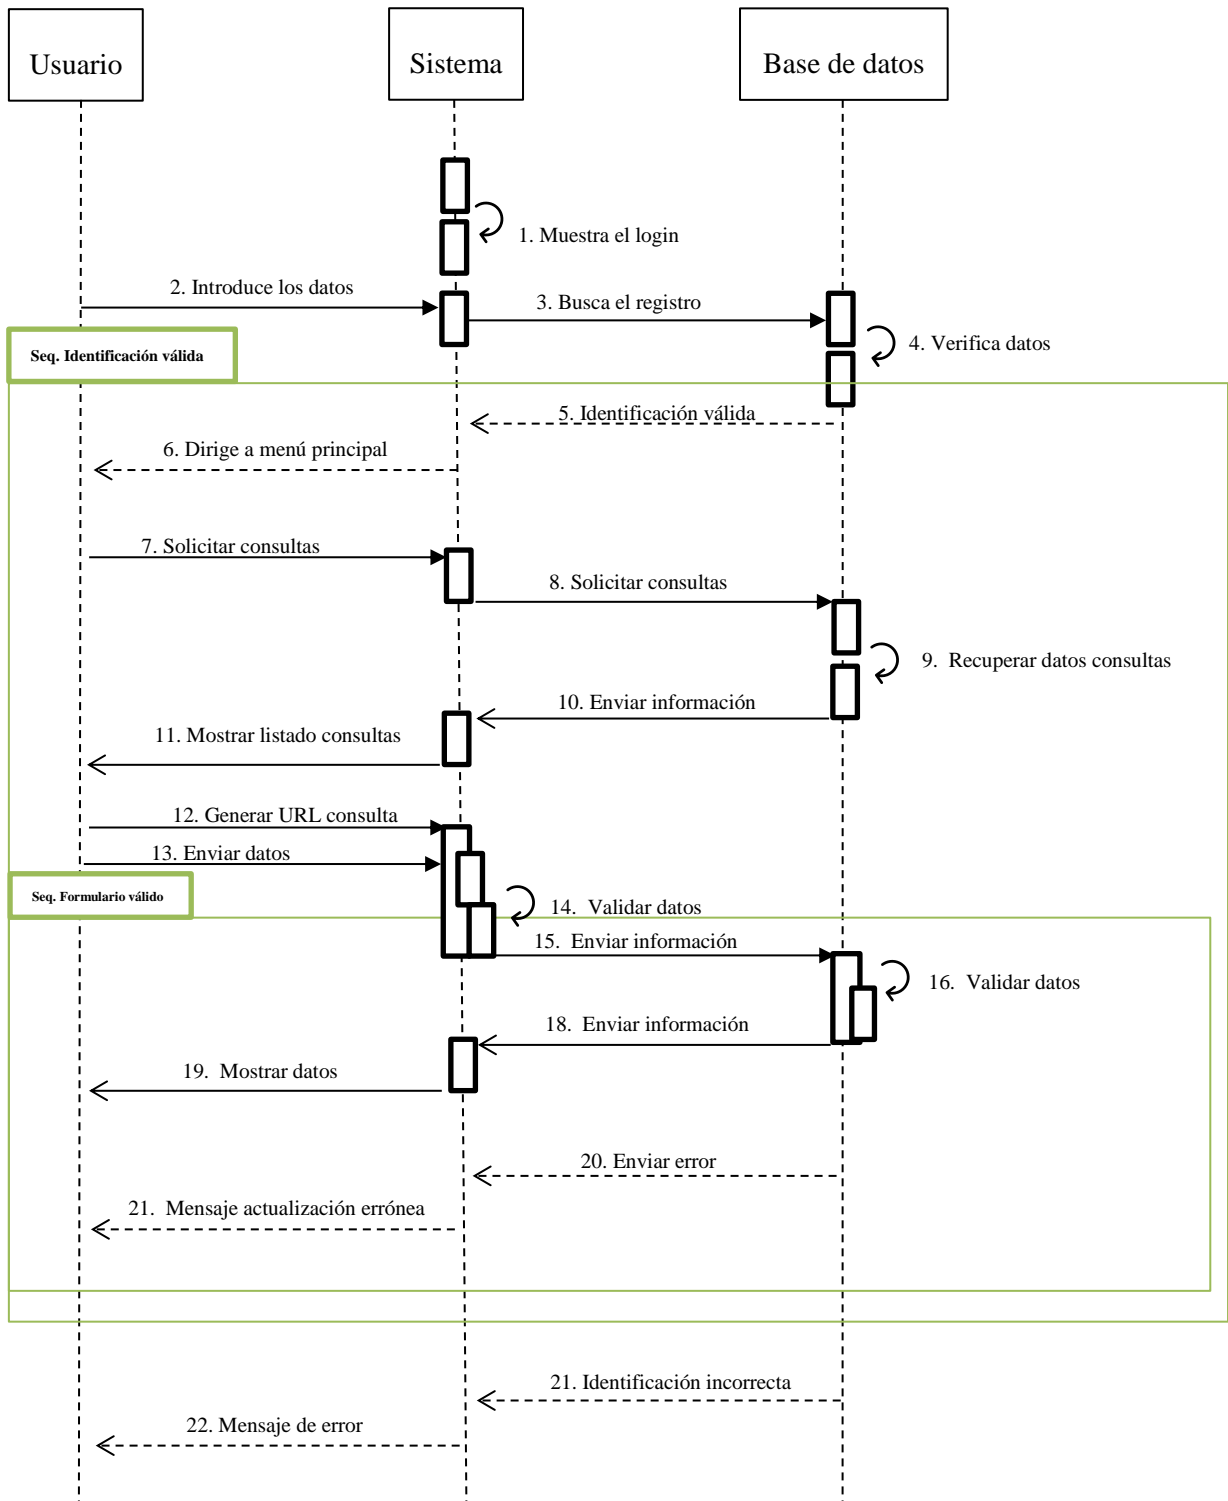 Usuario
Sistema
Base de datos
1. Muestra el login
2. Introduce los datos
3. Busca el registro
4. Verifica datos
Seq. Identificación válida
5. Identificación válida
6. Dirige a menú principal
7. Solicitar consultas
8. Solicitar consultas
9. Recuperar datos consultas
10. Enviar información
11. Mostrar listado consultas
12. Generar URL consulta
13. Enviar datos
Seq. Formulario válido
14. Validar datos
15. Enviar información
16. Validar datos
18. Enviar información
19. Mostrar datos
20. Enviar error
21. Mensaje actualización errónea
21. Identificación incorrecta
22. Mensaje de error